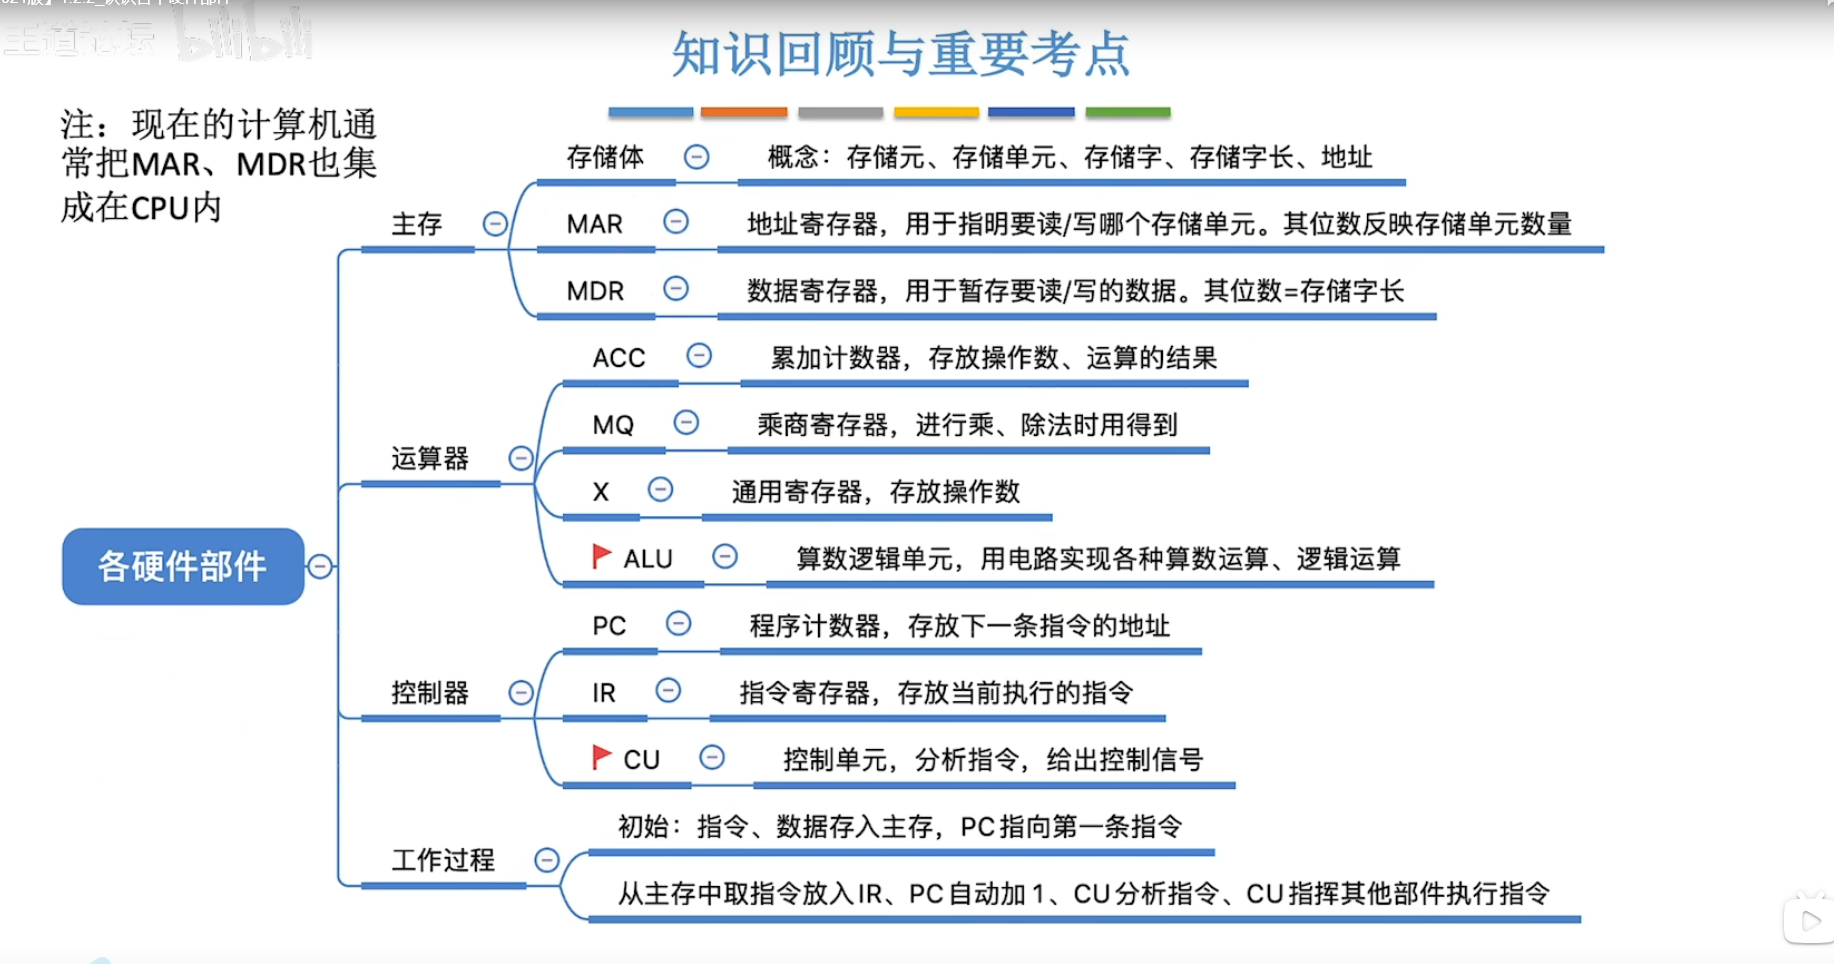 王道论坛 bilibili
知识回顾与重要考点
注：现在的计算机通
常把MAR、MDR也集
成在CPU内
各硬件部件
主存
存储体
概念：存储元、存储单元、存储字、存储字长、地址
MAR
地址寄存器，用于指明要读/写哪个存储单元。其位数反映存储单元数量
MDR
数据寄存器，用于暂存要读/写的数据。其位数=存储字长
运算器
ACC
累加计数器，存放操作数、运算的结果
MQ
乘商寄存器，进行乘、除法时用得到
X
通用寄存器，存放操作数
ALU
算数逻辑单元，用电路实现各种算数运算、逻辑运算
控制器
PC
程序计数器，存放下一条指令的地址
IR
指令寄存器，存放当前执行的指令
CU
控制单元，分析指令，给出控制信号
工作过程
初始：指令、数据存入主存，PC指向第一条指令
从主存中取指令放入IR、PC自动加1、CU分析指令、CU指挥其他部件执行指令